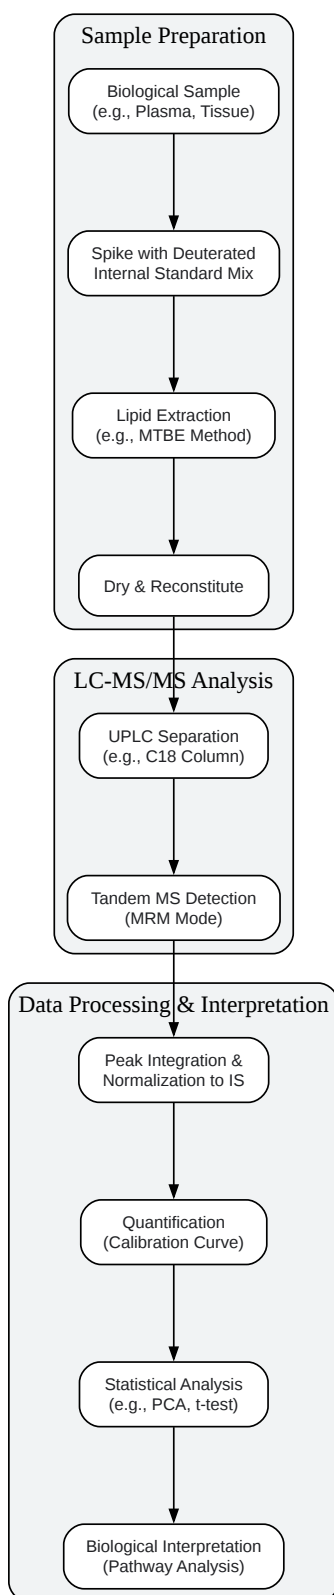 Sample Preparation
Biological Sample
(e.g., Plasma, Tissue)
Spike with Deuterated
Internal Standard Mix
Lipid Extraction
(e.g., MTBE Method)
Dry & Reconstitute
LC-MS/MS Analysis
UPLC Separation
(e.g., C18 Column)
Tandem MS Detection
(MRM Mode)
Data Processing & Interpretation
Peak Integration &
Normalization to IS
Quantification
(Calibration Curve)
Statistical Analysis
(e.g., PCA, t-test)
Biological Interpretation
(Pathway Analysis)